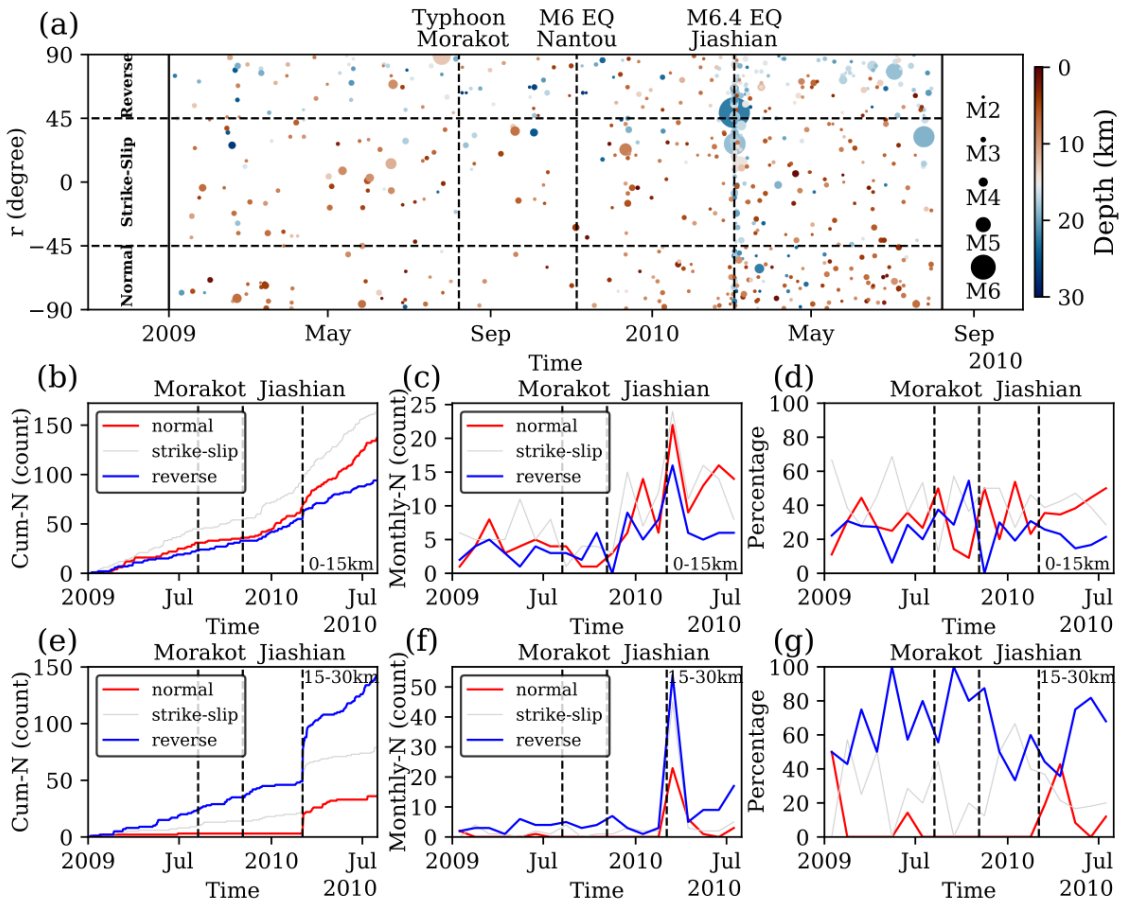 (a)
Typhoon
Morakot
M6 EQ
Nantou
M6.4 EQ
Jiashian
r (degree)
90
45
0
−45
−90
Reverse
Strike-Slip
Normal
2009
May
Sep
2010
May
Sep
2010
Time
M2
M3
M4
M5
M6
0
10
20
30
Depth (km)
(b)
Morakot Jiashian
Cum-N (count)
150
100
50
0
normal
strike-slip
reverse
0-15km
2009
Jul
2010
Jul
2010
Time
(c)
Morakot Jiashian
Monthly-N (count)
25
20
15
10
5
0
normal
strike-slip
reverse
0-15km
2009
Jul
2010
Jul
2010
Time
(d)
Morakot Jiashian
Percentage
100
80
60
40
20
0
0-15km
2009
Jul
2010
Jul
2010
Time
(e)
Morakot Jiashian
Cum-N (count)
150
100
50
0
normal
strike-slip
reverse
15-30km
2009
Jul
2010
Jul
2010
Time
(f)
Morakot Jiashian
Monthly-N (count)
50
40
30
20
10
0
normal
strike-slip
reverse
15-30km
2009
Jul
2010
Jul
2010
Time
(g)
Morakot Jiashian
Percentage
100
80
60
40
20
0
15-30km
2009
Jul
2010
Jul
2010
Time